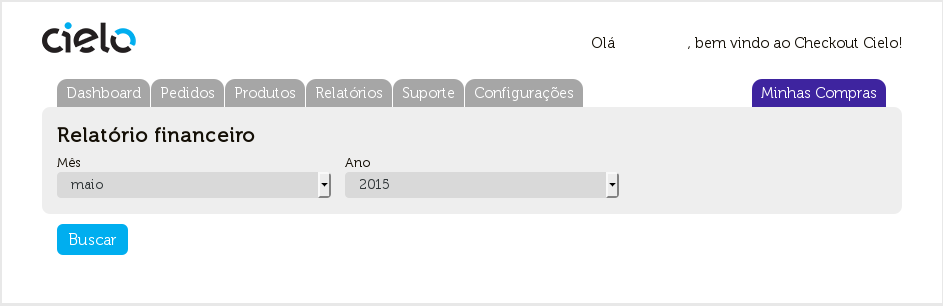 cielo
Olá , bem vindo ao Checkout Cielo!
Dashboard Pedidos Produtos Relatórios Suporte Configurações Minhas Compras
Relatório financeiro
Mês Ano
maio 2015
Buscar